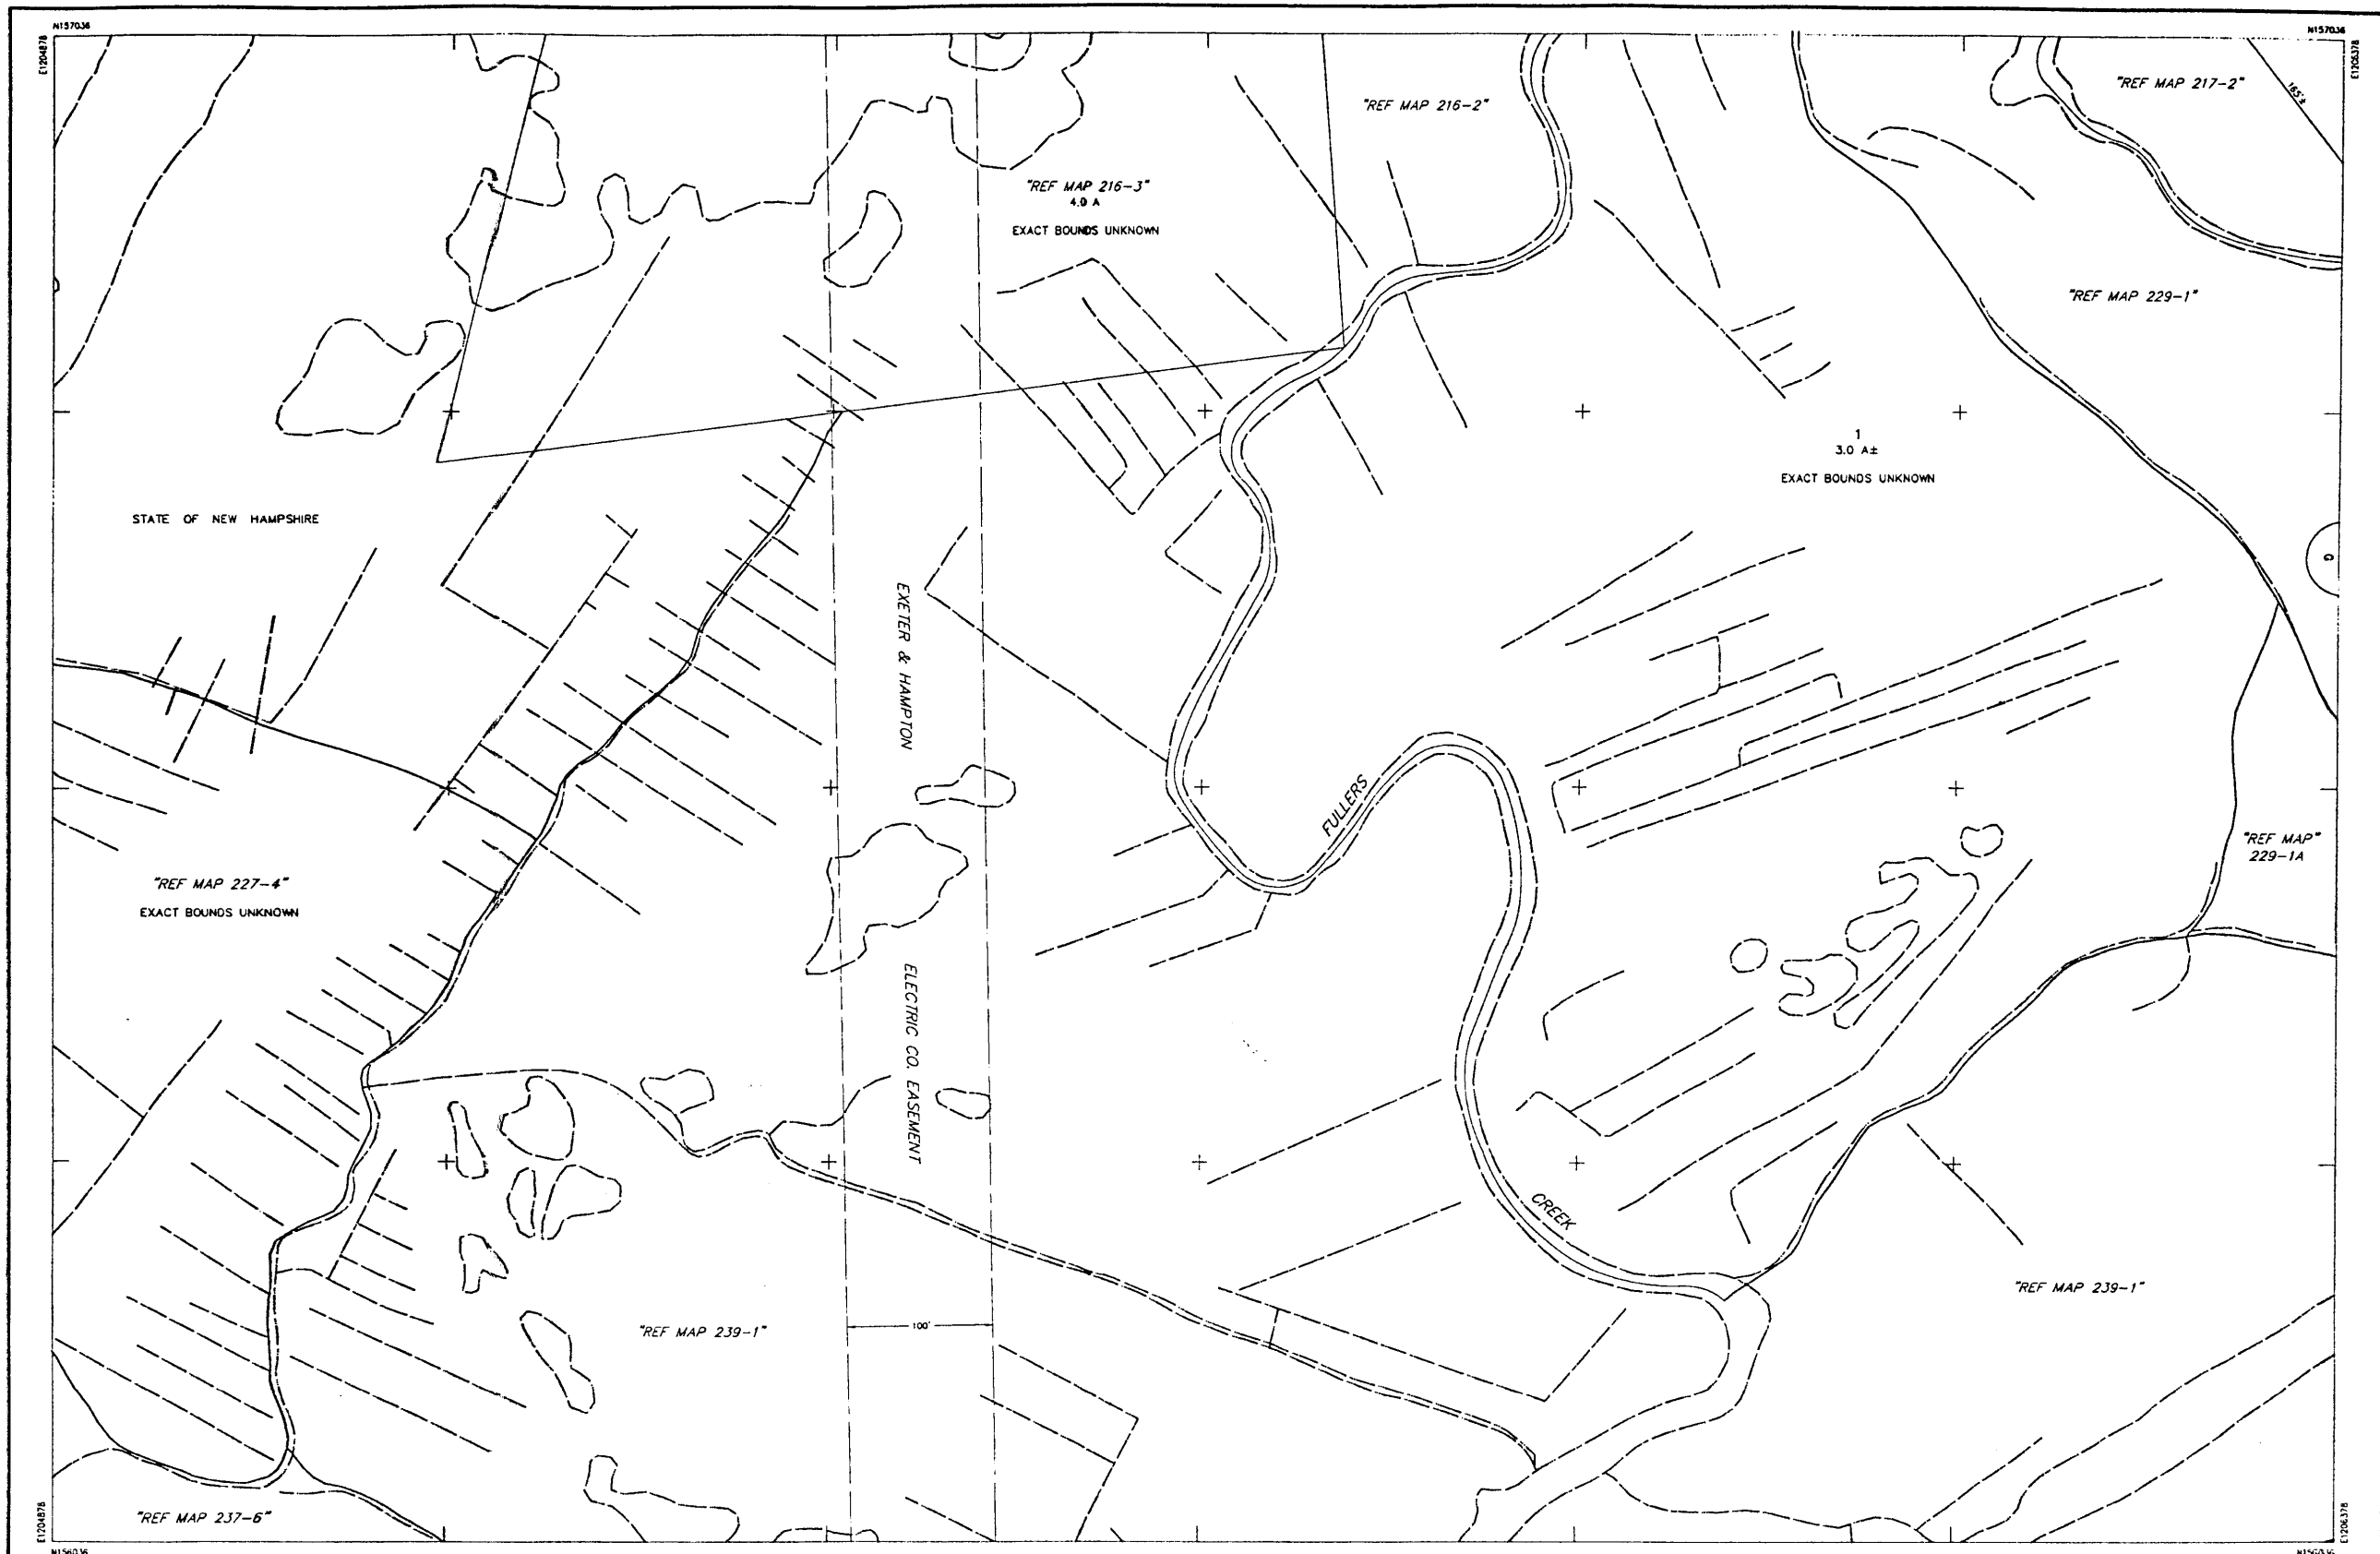 N157036
N157036
E1204878
E1206378
"REF MAP 217-2"
165'±
"REF MAP 216-2"
"REF MAP 216-3"
4.0 A
EXACT BOUNDS UNKNOWN
"REF MAP 229-1"
1
3.0 A±
EXACT BOUNDS UNKNOWN
STATE OF NEW HAMPSHIRE
G
EXETER & HAMPTON
ELECTRIC CO. EASEMENT
FULLERS
CREEK
"REF MAP"
229-1A
"REF MAP 227-4"
EXACT BOUNDS UNKNOWN
"REF MAP 239-1"
"REF MAP 239-1"
100'
"REF MAP 237-6"
E1204878
E1206378
N156036
N156036